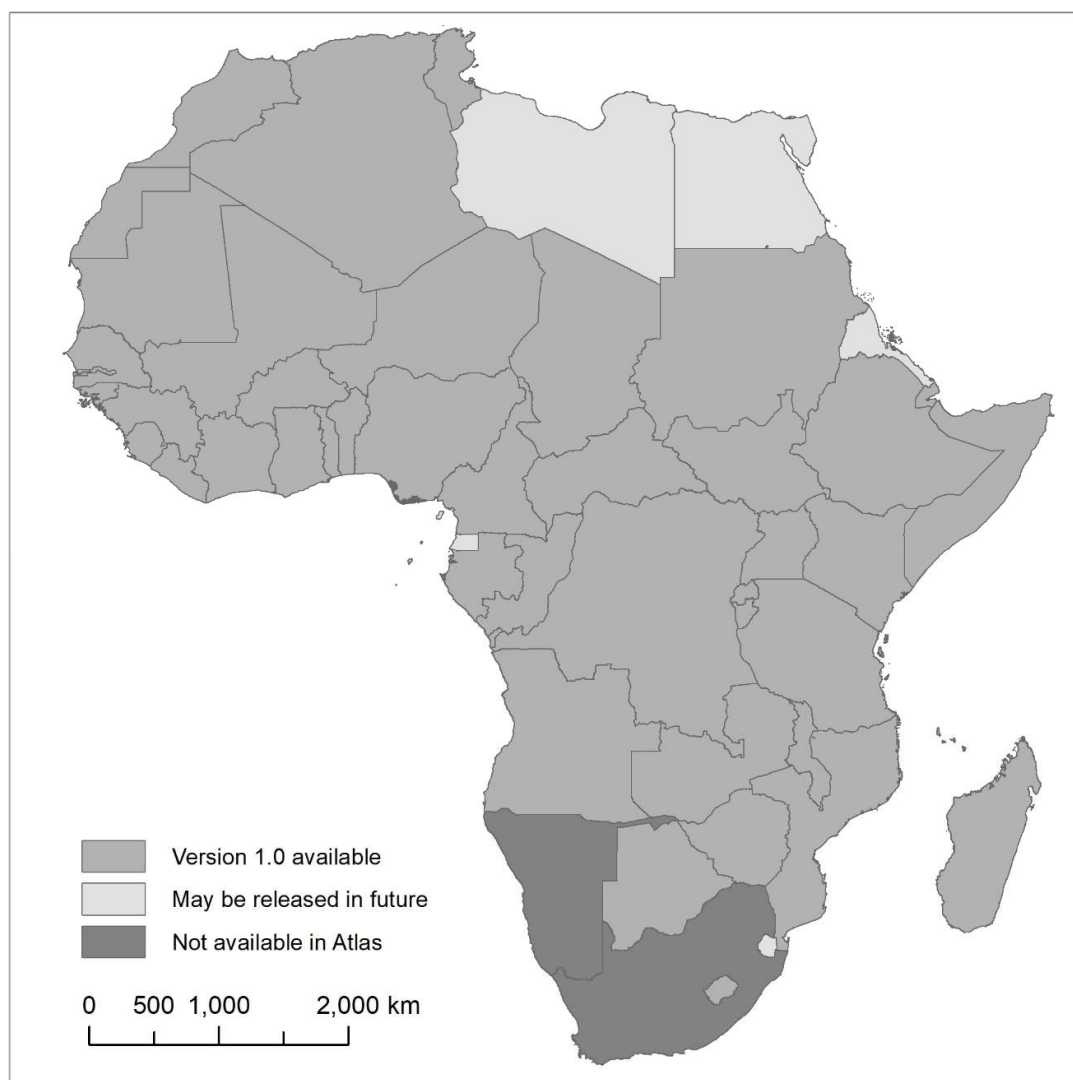 Version 1.0 available
May be released in future
Not available in Atlas
0 500 1,000 2,000 km